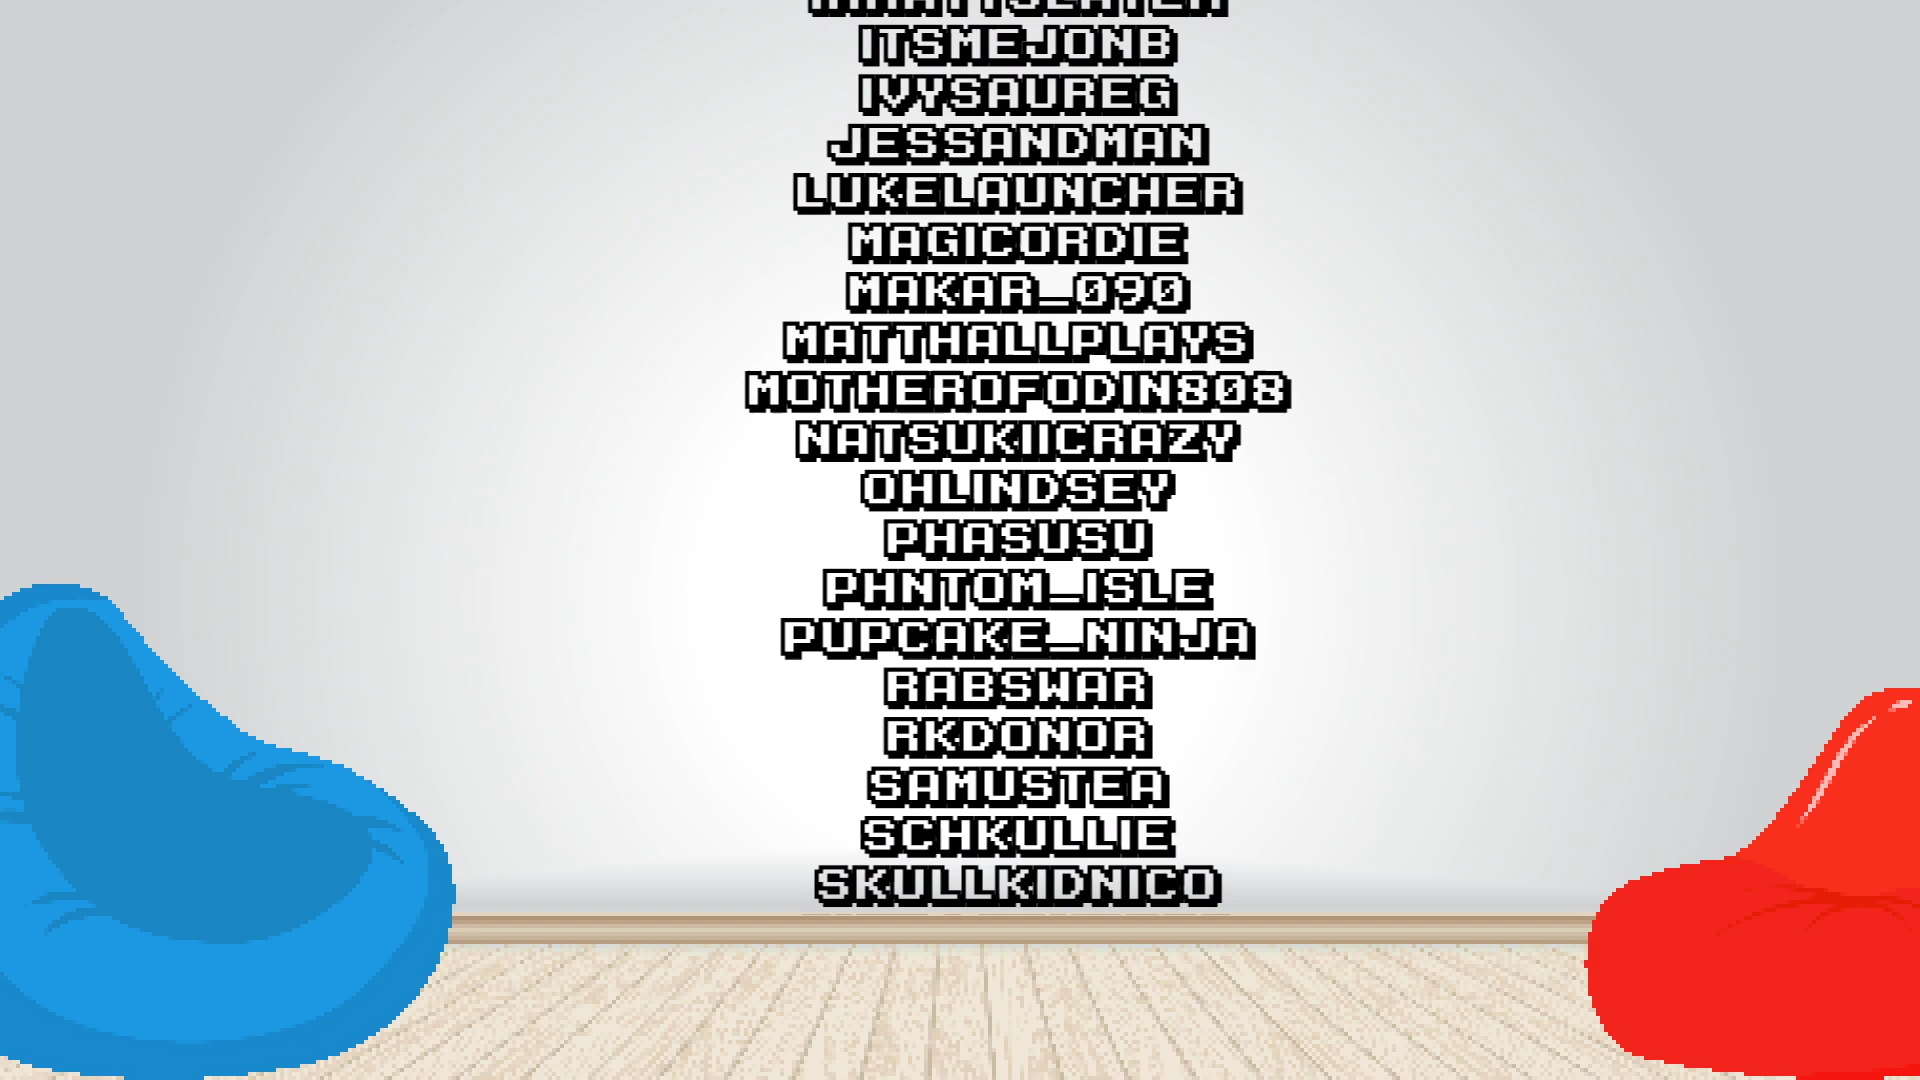 ITSMEJONB
IVYSAUREG
JESSANDMAN
LUKELAUNCHER
MAGICORDIE
MAKAR_090
MATTHALLPLAYS
MOTHEROFODIN808
NATSUKIICRAZY
OHLINDSEY
PHASUSU
PHNTOM_ISLE
PUPCAKE_NINJA
RABSWAR
RKDONOR
SAMUSTEA
SCHKULLIE
SKULLKIDNICO